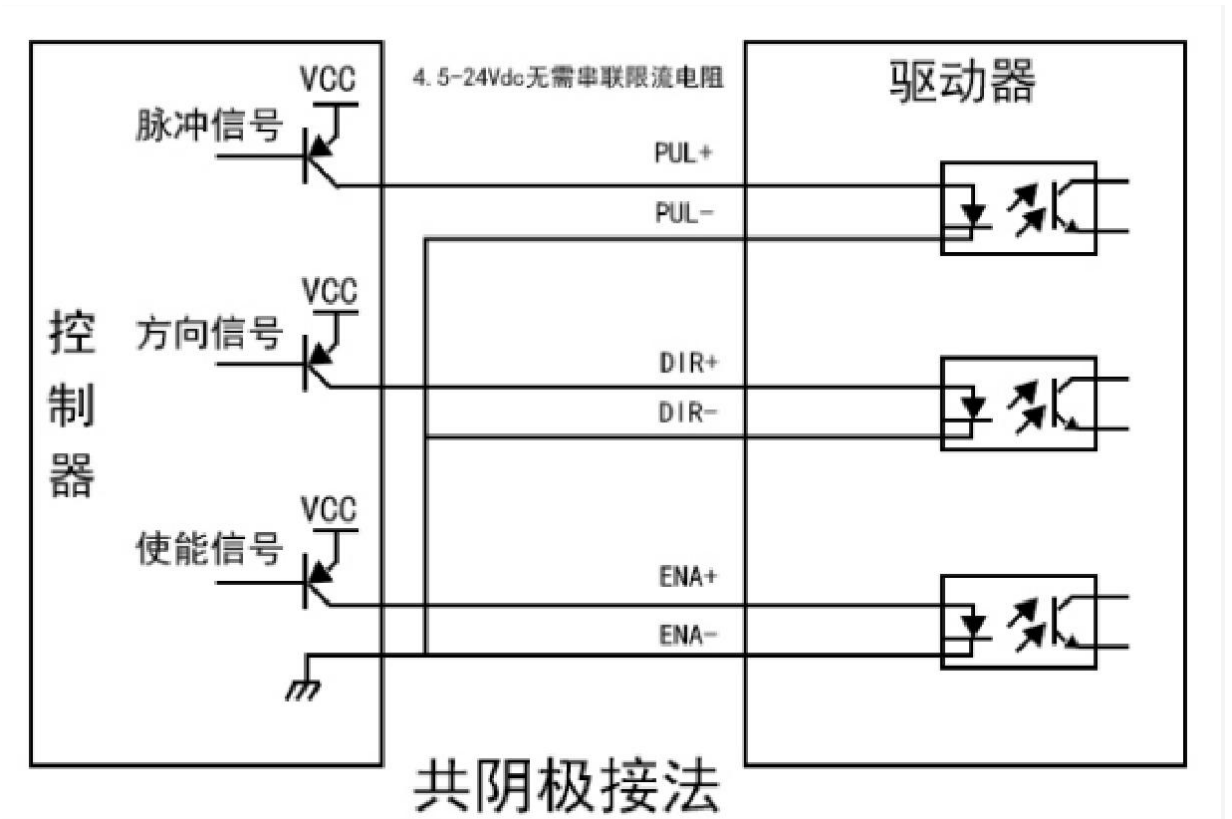 VCC
4.5-24Vdc无需串联限流电阻
驱动器
脉冲信号
PUL+
PUL-
VCC
控制器
方向信号
DIR+
DIR-
VCC
使能信号
ENA+
ENA-
共阴极接法